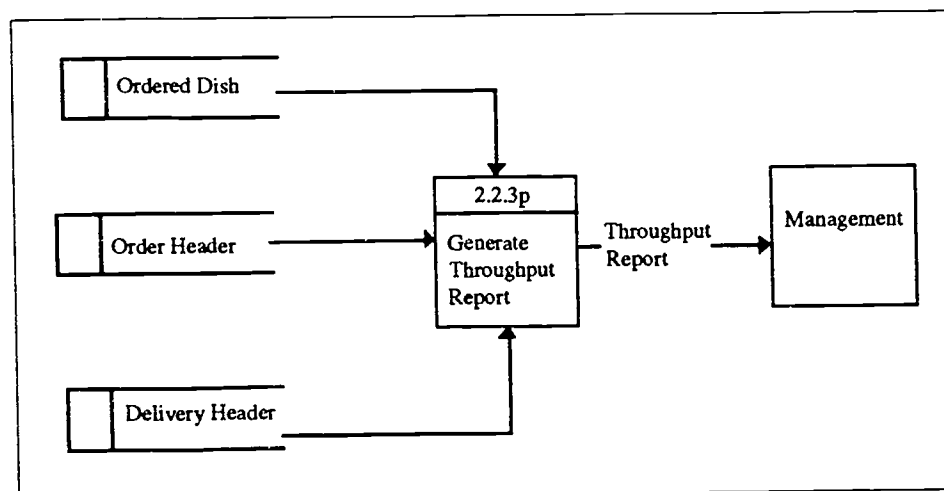 Ordered Dish
2.2.3p
Order Header
Generate
Throughput
Report
Throughput
Report
Management
Delivery Header